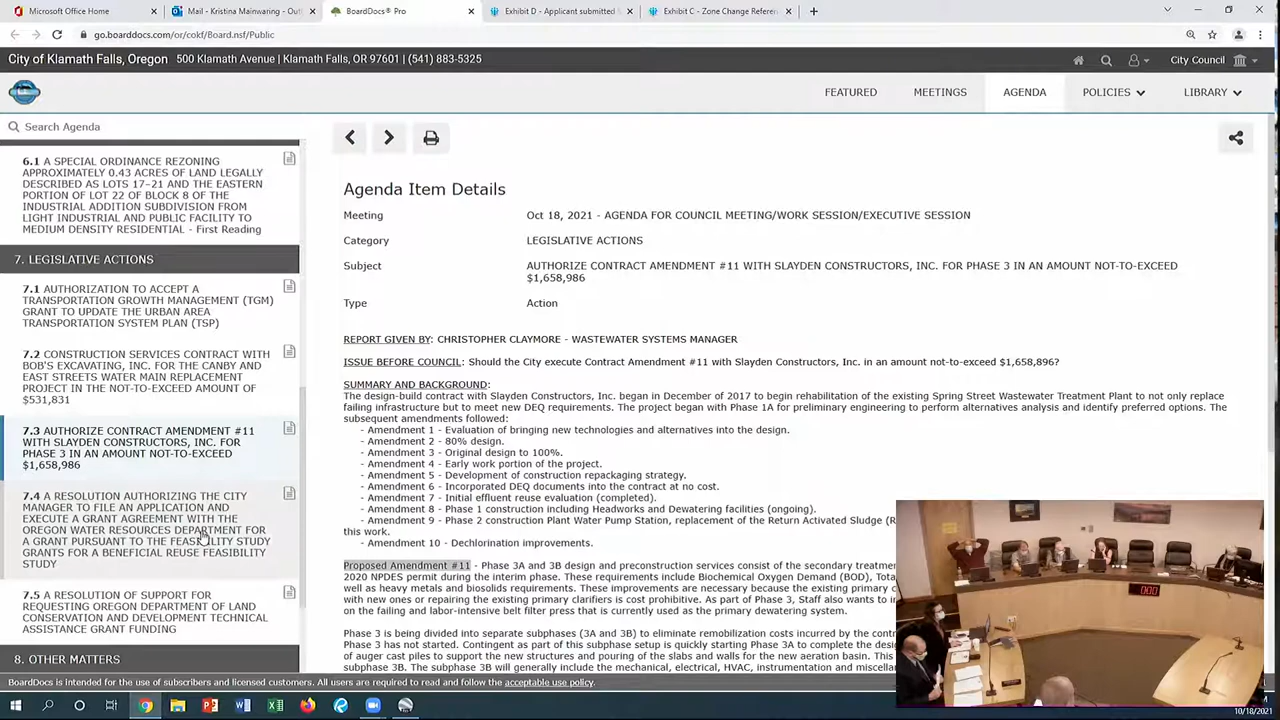 Microsoft Office Home
Mail - Kristina Mainwaring - Out
BoardDocs® Pro
Exhibit D - Applicant submitted
Exhibit C - Zone Change Referen
go.boarddocs.com/or/cokf/Board.nsf/Public
City of Klamath Falls, Oregon 500 Klamath Avenue | Klamath Falls, OR 97601 | (541) 883-5325
City Council
FEATURED
MEETINGS
AGENDA
POLICIES
LIBRARY
Search Agenda
6.1 A SPECIAL ORDINANCE REZONING
APPROXIMATELY 0.43 ACRES OF LAND LEGALLY
DESCRIBED AS LOTS 17-21 AND THE EASTERN
PORTION OF LOT 22 OF BLOCK 8 OF THE
INDUSTRIAL ADDITION SUBDIVISION FROM
LIGHT INDUSTRIAL AND PUBLIC FACILITY TO
MEDIUM DENSITY RESIDENTIAL - First Reading
7. LEGISLATIVE ACTIONS
7.1 AUTHORIZATION TO ACCEPT A
TRANSPORTATION GROWTH MANAGEMENT (TGM)
GRANT TO UPDATE THE URBAN AREA
TRANSPORTATION SYSTEM PLAN (TSP)
7.2 CONSTRUCTION SERVICES CONTRACT WITH
BOB'S EXCAVATING, INC. FOR THE CANBY AND
EAST STREETS WATER MAIN REPLACEMENT
PROJECT IN THE NOT-TO-EXCEED AMOUNT OF
$531,831
7.3 AUTHORIZE CONTRACT AMENDMENT #11
WITH SLAYDEN CONSTRUCTORS, INC. FOR
PHASE 3 IN AN AMOUNT NOT-TO-EXCEED
$1,658,986
7.4 A RESOLUTION AUTHORIZING THE CITY
MANAGER TO FILE AN APPLICATION AND
EXECUTE A GRANT AGREEMENT WITH THE
OREGON WATER RESOURCES DEPARTMENT FOR
A GRANT PURSUANT TO THE FEASIBILITY STUDY
GRANTS FOR A BENEFICIAL REUSE FEASIBILITY
STUDY
7.5 A RESOLUTION OF SUPPORT FOR
REQUESTING OREGON DEPARTMENT OF LAND
CONSERVATION AND DEVELOPMENT TECHNICAL
ASSISTANCE GRANT FUNDING
8. OTHER MATTERS
Agenda Item Details
Meeting Oct 18, 2021 - AGENDA FOR COUNCIL MEETING/WORK SESSION/EXECUTIVE SESSION
Category LEGISLATIVE ACTIONS
Subject AUTHORIZE CONTRACT AMENDMENT #11 WITH SLAYDEN CONSTRUCTORS, INC. FOR PHASE 3 IN AN AMOUNT NOT-TO-EXCEED
$1,658,986
Type Action
REPORT GIVEN BY: CHRISTOPHER CLAYMORE - WASTEWATER SYSTEMS MANAGER
ISSUE BEFORE COUNCIL: Should the City execute Contract Amendment #11 with Slayden Constructors, Inc. in an amount not-to-exceed $1,658,896?
SUMMARY AND BACKGROUND:
The design-build contract with Slayden Constructors, Inc. began in December of 2017 to begin rehabilitation of the existing Spring Street Wastewater Treatment Plant to not only replace
failing infrastructure but to meet new DEQ requirements. The project began with Phase 1A for preliminary engineering to perform alternatives analysis and identify preferred options. The
subsequent amendments followed:
- Amendment 1 - Evaluation of bringing new technologies and alternatives into the design.
- Amendment 2 - 80% design.
- Amendment 3 - Original design to 100%.
- Amendment 4 - Early work portion of the project.
- Amendment 5 - Development of construction repackaging strategy.
- Amendment 6 - Incorporated DEQ documents into the contract at no cost.
- Amendment 7 - Initial effluent reuse evaluation (completed).
- Amendment 8 - Phase 1 construction including Headworks and Dewatering facilities (ongoing).
- Amendment 9 - Phase 2 construction Plant Water Pump Station, replacement of the Return Activated Sludge (R
this work.
- Amendment 10 - Dechlorination improvements.
Proposed Amendment #11 - Phase 3A and 3B design and preconstruction services consist of the secondary treatme
2020 NPDES permit during the interim phase. These requirements include Biochemical Oxygen Demand (BOD), Tota
well as heavy metals and biosolids requirements. These improvements are necessary because the existing primary c
with new ones or repairing the existing primary clarifiers is cost prohibitive. As part of Phase 3, Staff also wants to i
on the failing and labor-intensive belt filter press that is currently used as the primary dewatering system.
Phase 3 is being divided into separate subphases (3A and 3B) to eliminate remobilization costs incurred by the cont
Phase 3 has not started. Contingent as part of this subphase setup is quickly starting Phase 3A to complete the desi
of auger cast piles to support the new structures and pouring of the slabs and walls for the new aeration basin. This
subphase 3B. The subphase 3B will generally include the mechanical, electrical, HVAC, instrumentation and miscellan
BoardDocs is intended for the use of subscribers and licensed customers. All users are required to read and follow the acceptable use policy.
10/18/2021